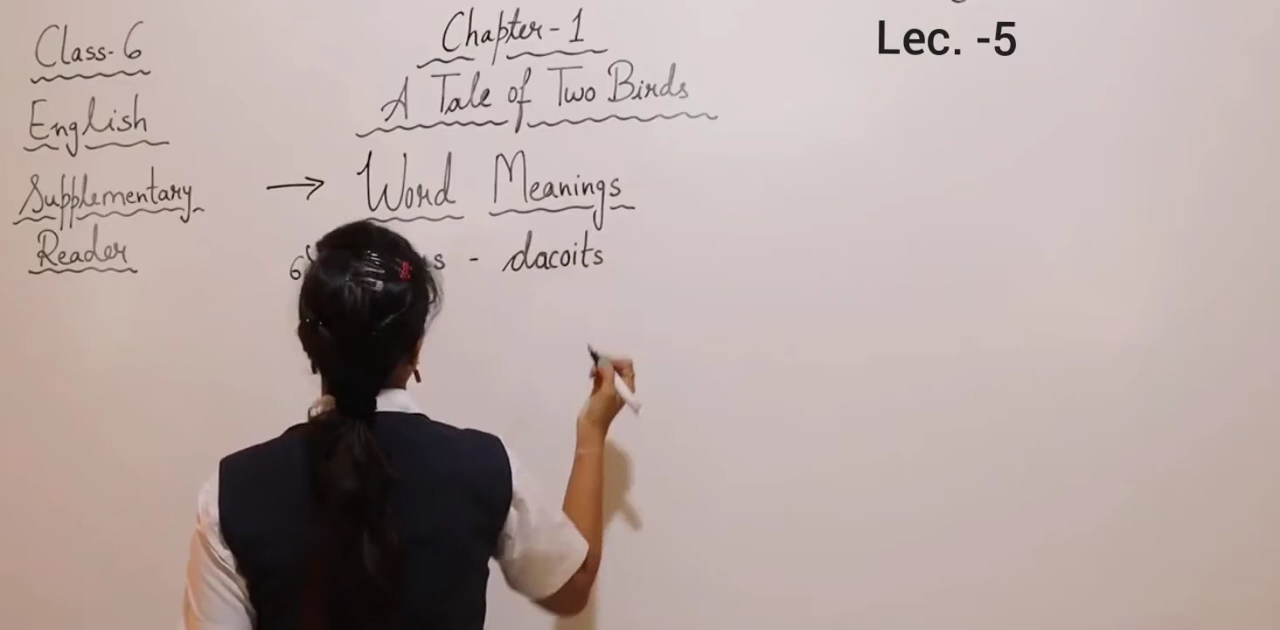 Class-6
English
Supplementary
Reader
Chapter-1
A Tale of Two Birds
→ Word Meanings
- dacoits
Lec. -5